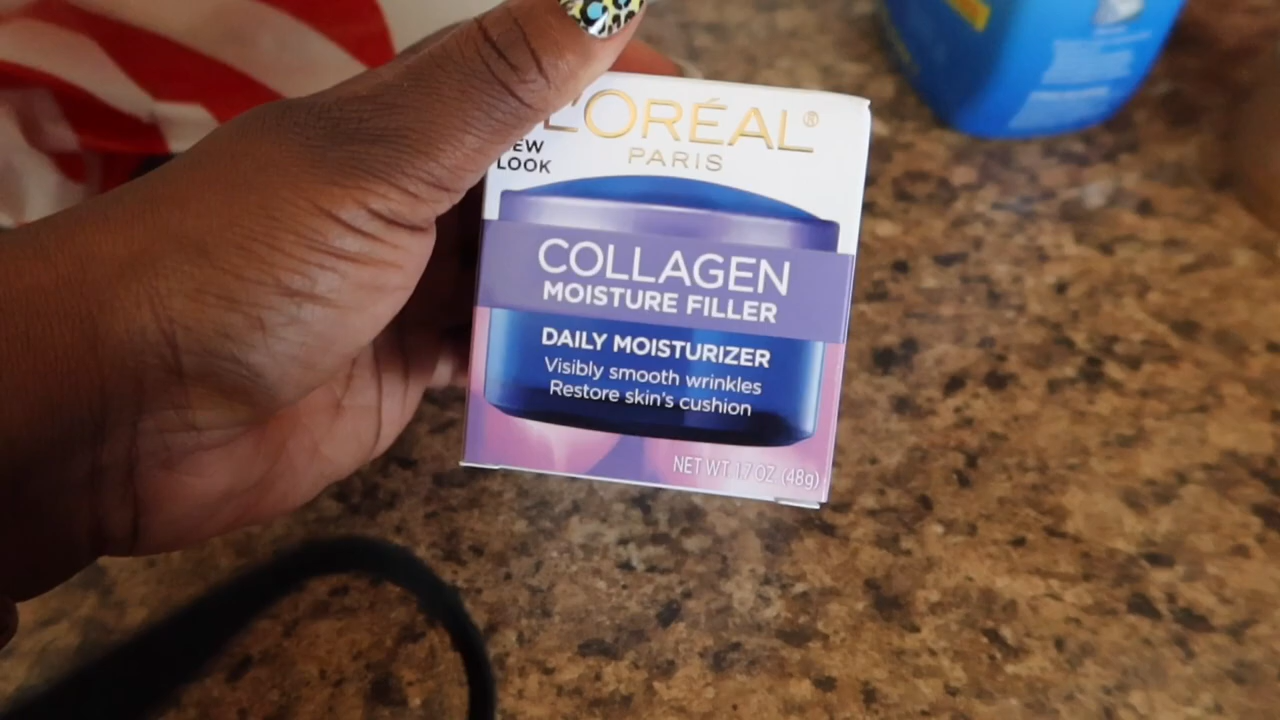 L'ORÉAL®
PARIS
EW
LOOK
COLLAGEN
MOISTURE FILLER
DAILY MOISTURIZER
Visibly smooth wrinkles
Restore skin's cushion
NET WT. 1.7 OZ. (48g)